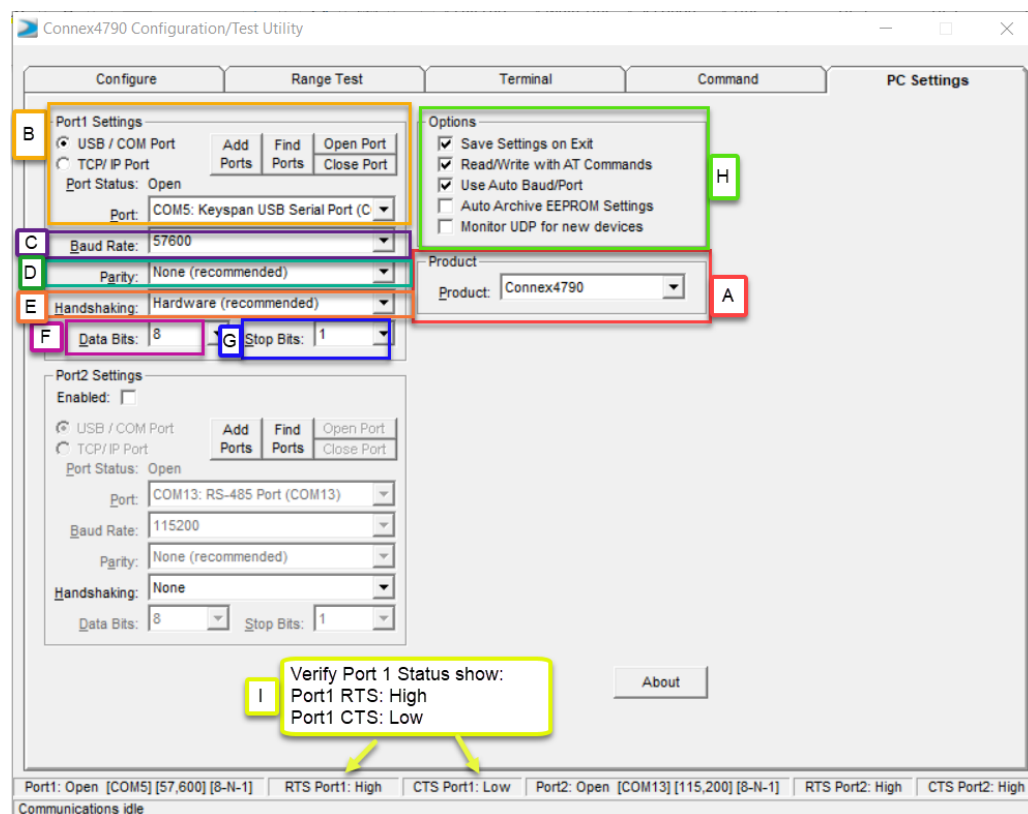 Connex4790 Configuration/Test Utility
Configure
Range Test
Terminal
Command
PC Settings
B
Port1 Settings
USB / COM Port
TCP/ IP Port
Add Ports
Find Ports
Open Port
Close Port
Port Status: Open
Port: COM5: Keyspan USB Serial Port (C
C
Baud Rate: 57600
D
Parity: None (recommended)
E
Handshaking: Hardware (recommended)
F
Data Bits: 8
G
Stop Bits: 1
Options
Save Settings on Exit
Read/Write with AT Commands
Use Auto Baud/Port
Auto Archive EEPROM Settings
Monitor UDP for new devices
H
Product
Product: Connex4790
A
Port2 Settings
Enabled:
USB / COM Port
TCP/ IP Port
Add Ports
Find Ports
Open Port
Close Port
Port Status: Open
Port: COM13: RS-485 Port (COM13)
Baud Rate: 115200
Parity: None (recommended)
Handshaking: None
Data Bits: 8
Stop Bits: 1
I
Verify Port 1 Status show:
Port1 RTS: High
Port1 CTS: Low
About
Port1: Open [COM5] [57,600] [8-N-1]
RTS Port1: High
CTS Port1: Low
Port2: Open [COM13] [115,200] [8-N-1]
RTS Port2: High
CTS Port2: High
Communications idle